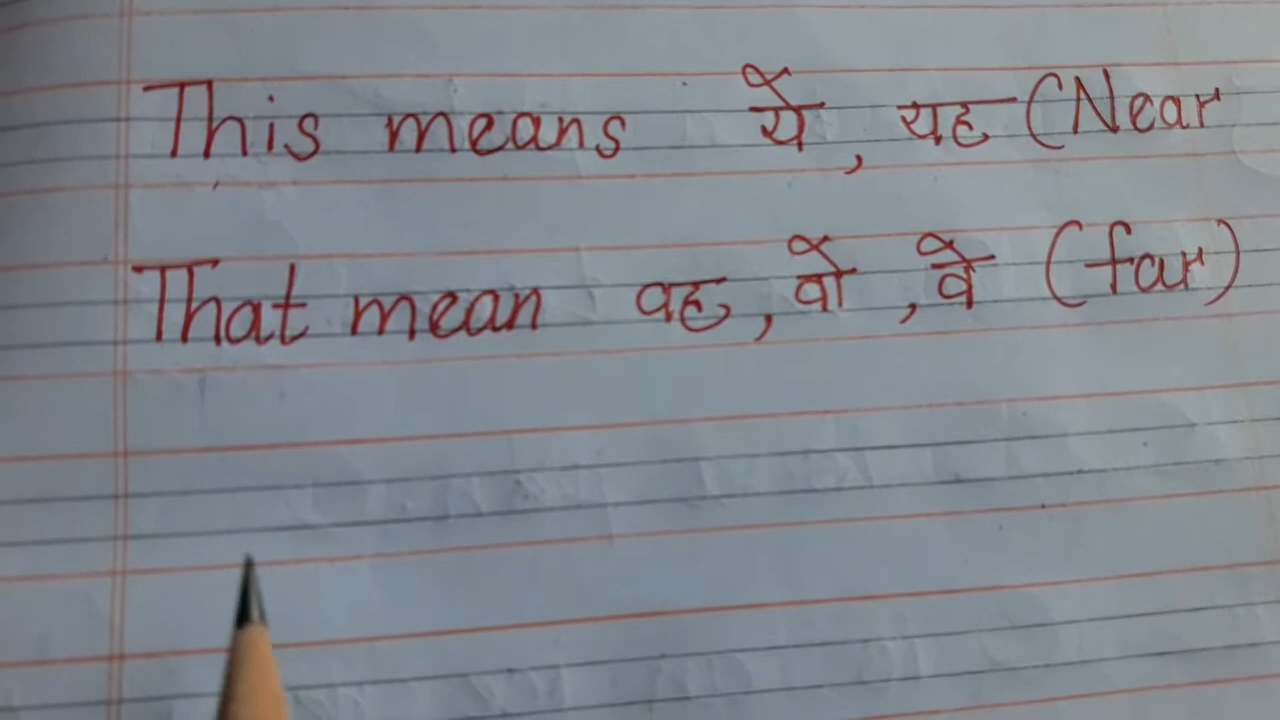 This means ये, यह (Near
That mean वह, वो, वे (far)